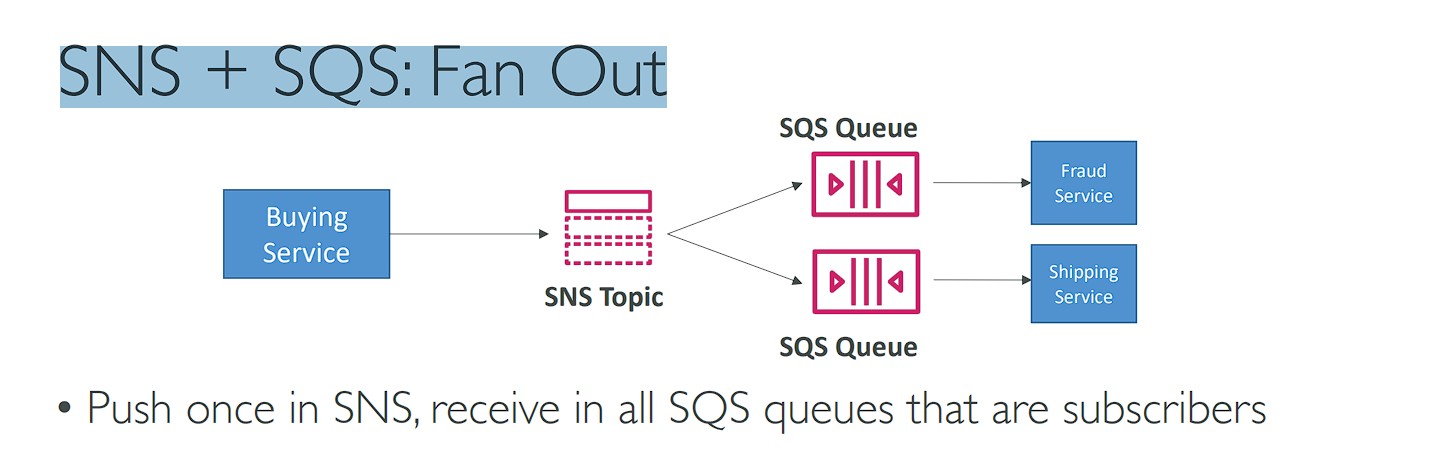 SNS + SQS: Fan Out
SQS Queue
Buying
Service
SNS Topic
Fraud
Service
Shipping
Service
SQS Queue
• Push once in SNS, receive in all SQS queues that are subscribers